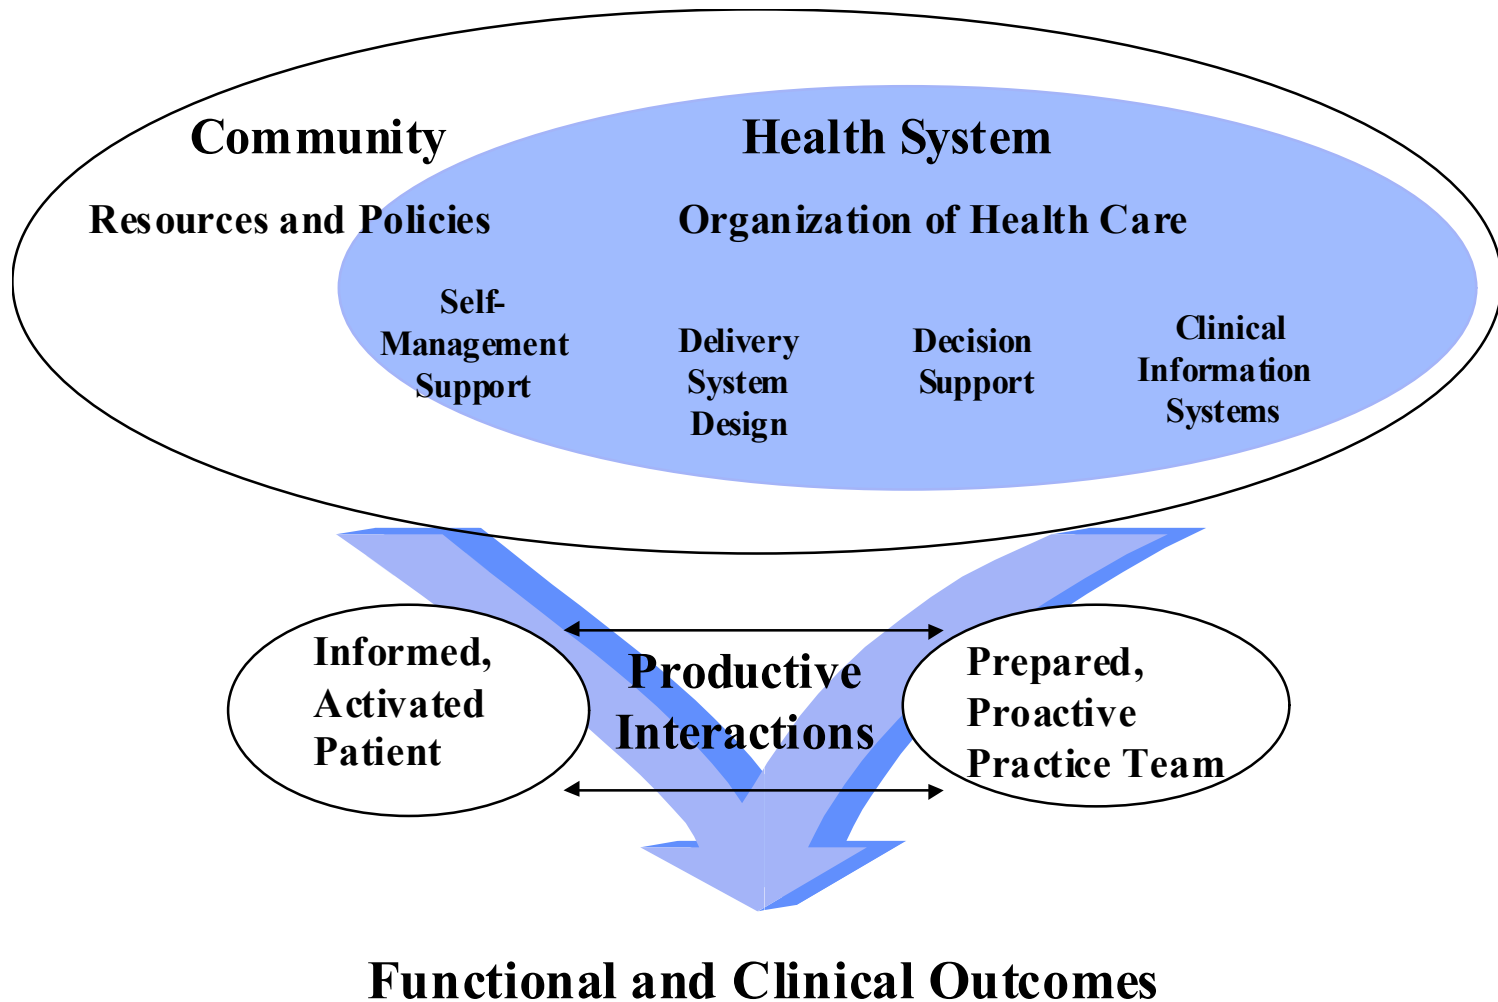 Community
Health System
Resources and Policies
Organization of Health Care
Self-
Management
Support
Delivery
System
Design
Decision
Support
Clinical
Information
Systems
Informed,
Activated
Patient
Productive
Interactions
Prepared,
Proactive
Practice Team
Functional and Clinical Outcomes